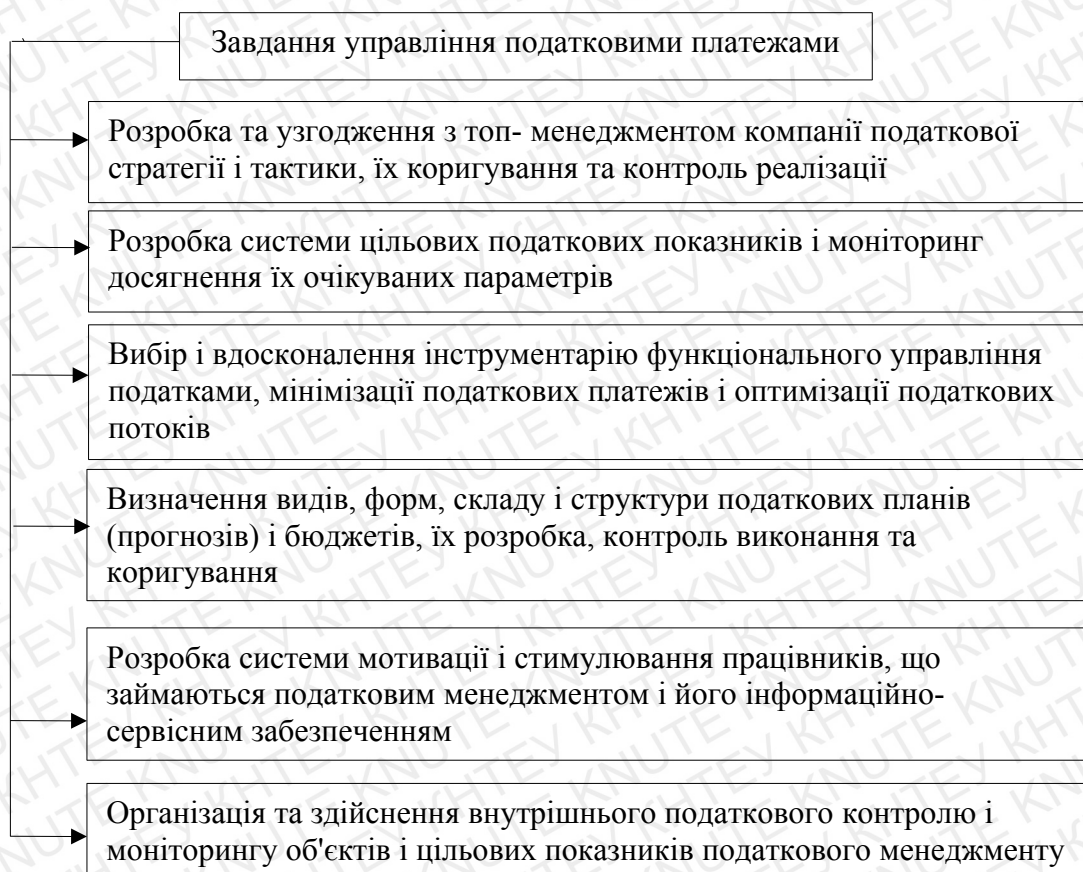 Завдання управління податковими платежами
Розробка та узгодження з топ- менеджментом компанії податкової
стратегії і тактики, їх коригування та контроль реалізації
Розробка системи цільових податкових показників і моніторинг
досягнення їх очікуваних параметрів
Вибір і вдосконалення інструментарію функціонального управління
податками, мінімізації податкових платежів і оптимізації податкових
потоків
Визначення видів, форм, складу і структури податкових планів
(прогнозів) і бюджетів, їх розробка, контроль виконання та
коригування
Розробка системи мотивації і стимулювання працівників, що
займаються податковим менеджментом і його інформаційно-
сервісним забезпеченням
Організація та здійснення внутрішнього податкового контролю і
моніторингу об'єктів і цільових показників податкового менеджменту